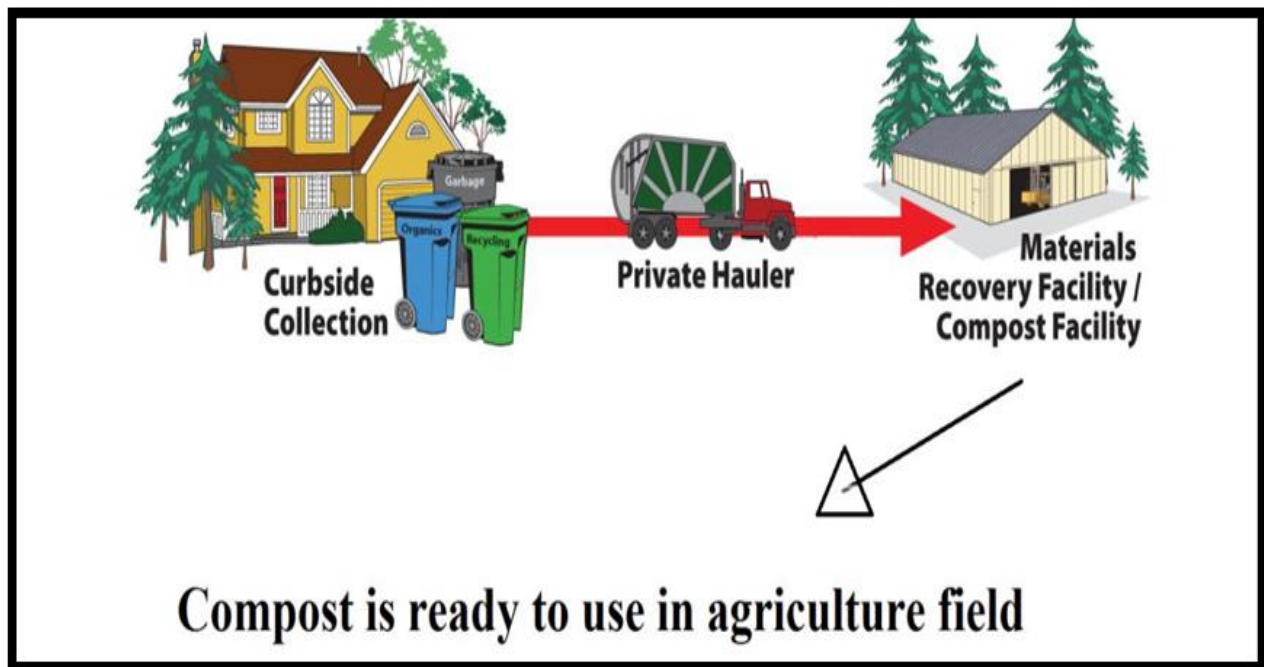 Garbage
Organics
Recycling
Curbside
Collection
Private Hauler
Materials
Recovery Facility /
Compost Facility
Compost is ready to use in agriculture field